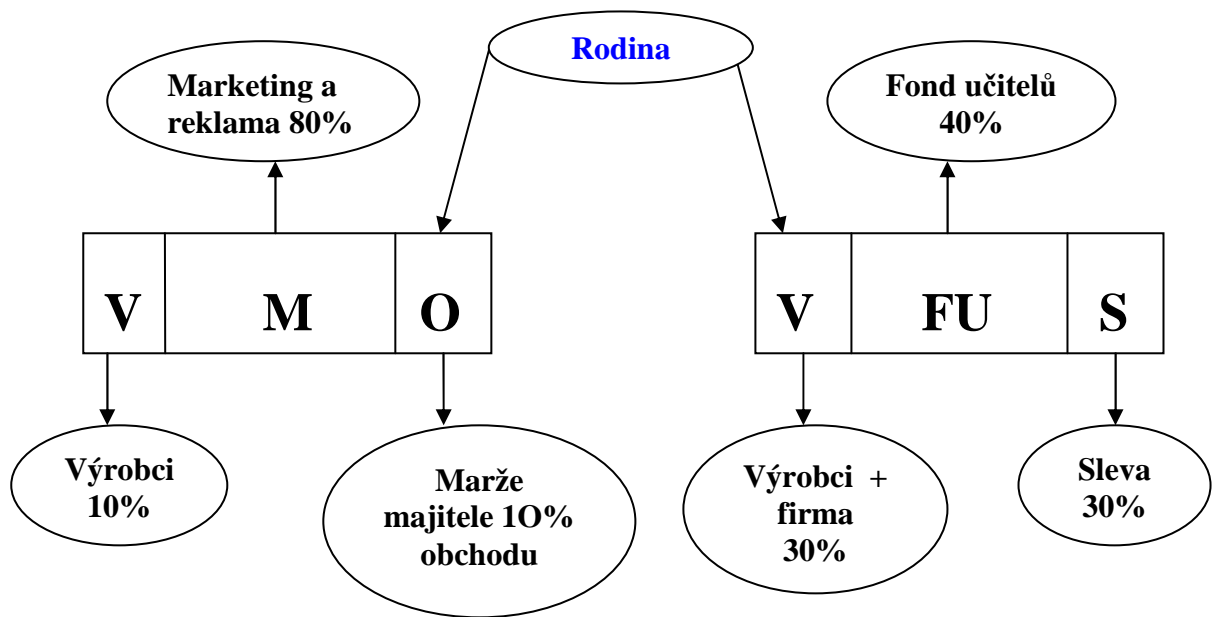 Rodina
Marketing a
reklama 80%
Fond učitelů
40%
V M O
V FU S
Výrobci
10%
Marže
majitele 1O%
obchodu
Výrobci +
firma
30%
Sleva
30%